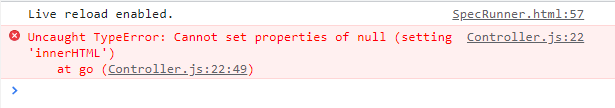 Live reload enabled. SpecRunner.html:57
Uncaught TypeError: Cannot set properties of null (setting Controller.js:22
'innerHTML')
at go (Controller.js:22:49)